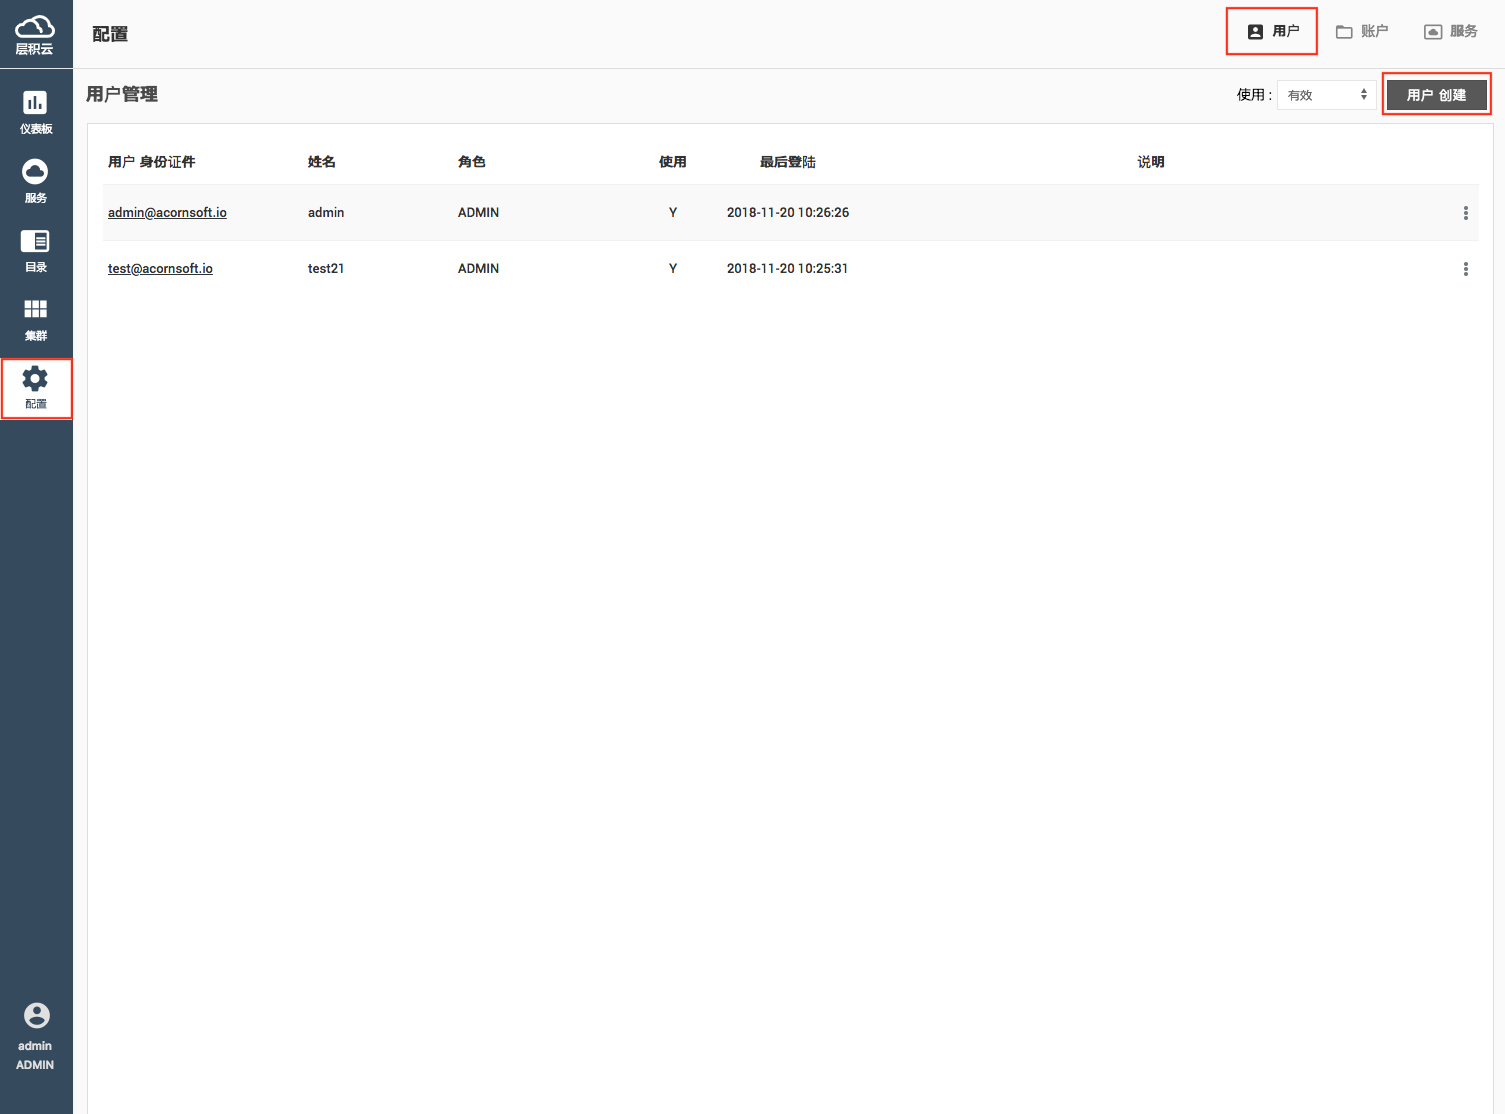 层积云
配置
用户
账户
服务
用户管理
使用 :
有效
用户 创建
仪表板
服务
目录
集群
配置
用户 身份证件 姓名 角色 使用 最后登陆 说明
admin@acornsoft.io admin ADMIN Y 2018-11-20 10:26:26
test@acornsoft.io test21 ADMIN Y 2018-11-20 10:25:31
admin
ADMIN